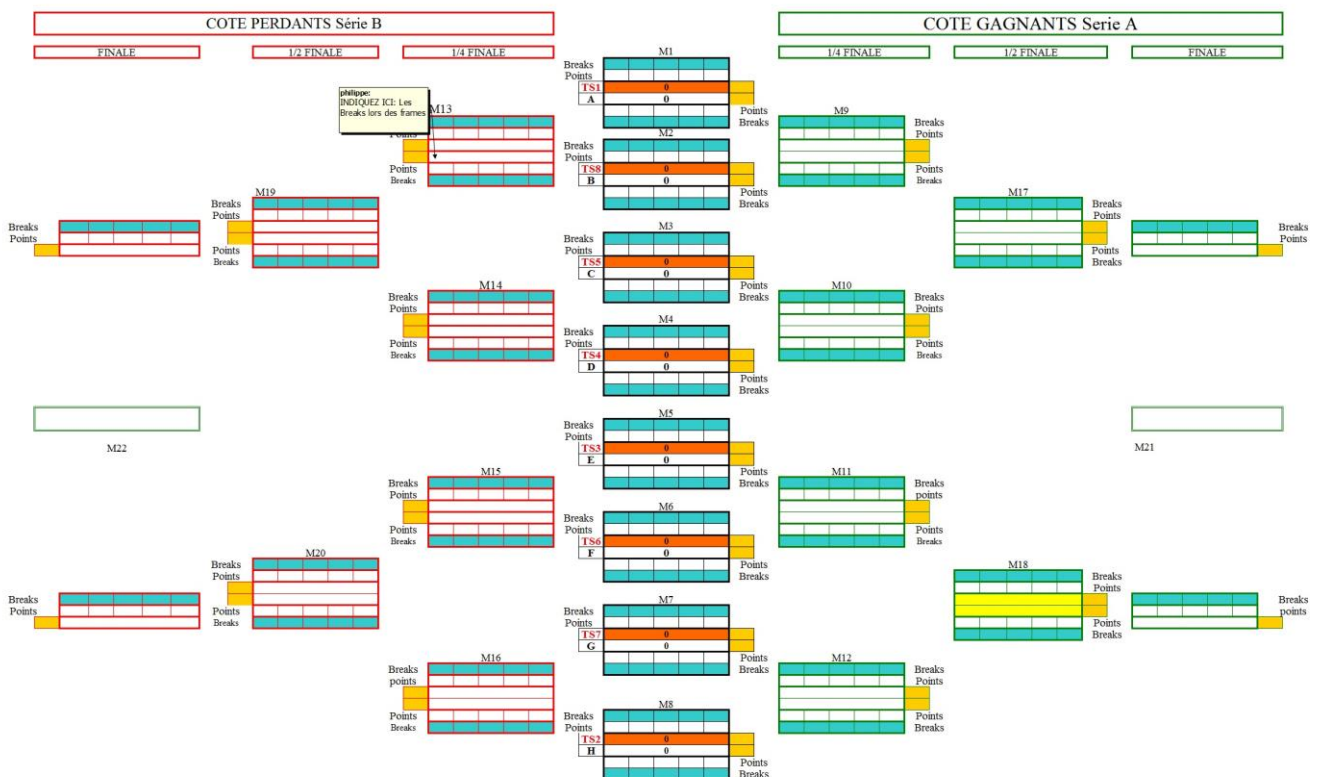 COTE PERDANTS Série B
COTE GAGNANTS Serie A
FINALE
1/2 FINALE
1/4 FINALE
1/4 FINALE
1/2 FINALE
FINALE
M1
Breaks
Points
TS1 0
A 0
Points
Breaks
philippe:
INDIQUEZ ICI: Les
Breaks lors des frames
M13
Points
Points
Breaks
M9
Breaks
Points
Points
Breaks
M2
Breaks
Points
TS8 0
B 0
Points
Breaks
M19
Breaks
Points
Points
Breaks
M17
Breaks
Points
Points
Breaks
Breaks
Points
Breaks
Points
M3
Breaks
Points
TS5 0
C 0
Points
Breaks
M14
Breaks
Points
Points
Breaks
M10
Breaks
Points
Points
Breaks
M4
Breaks
Points
TS4 0
D 0
Points
Breaks
M22
M21
M5
Breaks
Points
TS3 0
E 0
Points
Breaks
M15
Breaks
Points
Points
Breaks
M11
Breaks
points
Points
Breaks
M6
Breaks
Points
TS6 0
F 0
Points
Breaks
M20
Breaks
Points
Points
Breaks
M18
Breaks
Points
Points
Breaks
Breaks
Points
Breaks
points
M7
Breaks
Points
TS7 0
G 0
Points
Breaks
M16
Breaks
points
Points
Breaks
M12
Breaks
Points
Points
Breaks
M8
Breaks
Points
TS2 0
H 0
Points
Breaks